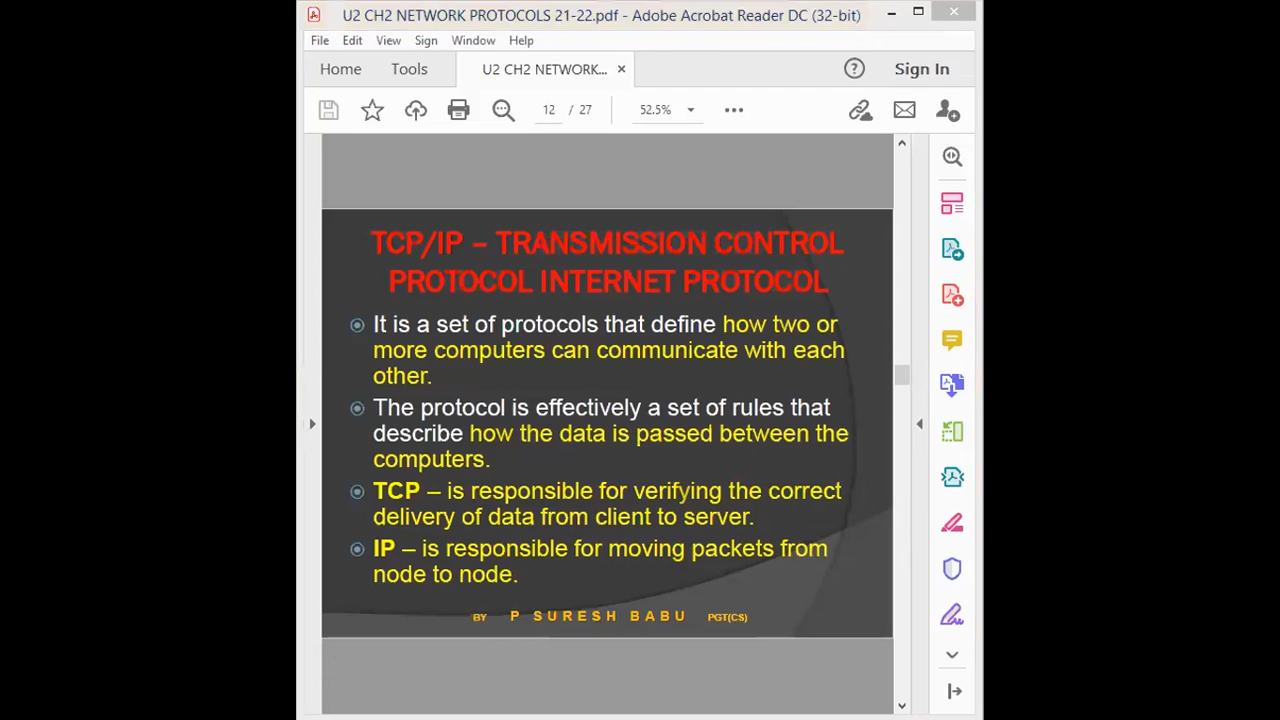 U2 CH2 NETWORK PROTOCOLS 21-22.pdf - Adobe Acrobat Reader DC (32-bit)
File Edit View Sign Window Help
Home Tools U2 CH2 NETWORK... × Sign In
12 / 27 52.5%
TCP/IP – TRANSMISSION CONTROL
PROTOCOL INTERNET PROTOCOL
It is a set of protocols that define how two or
more computers can communicate with each
other.
The protocol is effectively a set of rules that
describe how the data is passed between the
computers.
TCP – is responsible for verifying the correct
delivery of data from client to server.
IP – is responsible for moving packets from
node to node.
BY P SURESH BABU PGT(CS)